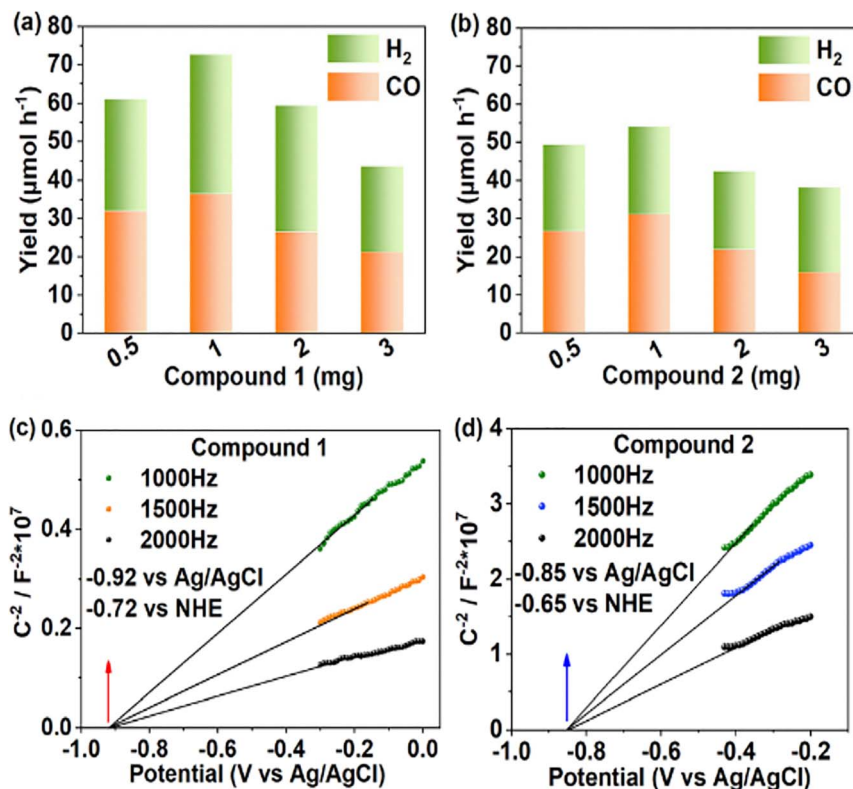 (a)
H₂
CO
Yield (μmol h⁻¹)
80
70
60
50
40
30
20
10
0
0.5 1 2 3
Compound 1 (mg)
(b)
H₂
CO
Yield (μmol h⁻¹)
80
70
60
50
40
30
20
10
0
0.5 1 2 3
Compound 2 (mg)
(c)
Compound 1
1000Hz
1500Hz
2000Hz
-0.92 vs Ag/AgCl
-0.72 vs NHE
C⁻² / F⁻²*10⁷
0.6
0.4
0.2
0.0
-1.0 -0.8 -0.6 -0.4 -0.2 0.0
Potential (V vs Ag/AgCl)
(d)
Compound 2
1000Hz
1500Hz
2000Hz
-0.85 vs Ag/AgCl
-0.65 vs NHE
C⁻² / F⁻²*10⁷
4
3
2
1
0
-1.0 -0.8 -0.6 -0.4 -0.2
Potential (V vs Ag/AgCl)